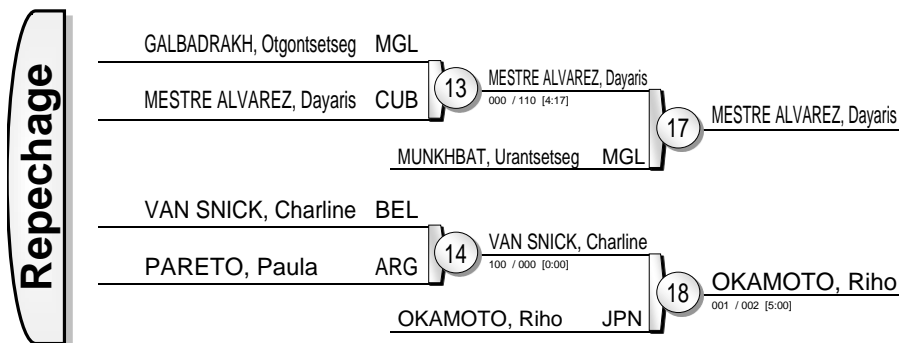 Repechage
GALBADRAKH, Otgontsetseg MGL
MESTRE ALVAREZ, Dayaris CUB
13
MESTRE ALVAREZ, Dayaris
000 / 110 [4:17]
MUNKHBAT, Urantsetseg MGL
17
MESTRE ALVAREZ, Dayaris
VAN SNICK, Charline BEL
PARETO, Paula ARG
14
VAN SNICK, Charline
100 / 000 [0:00]
OKAMOTO, Riho JPN
18
OKAMOTO, Riho
001 / 002 [5:00]